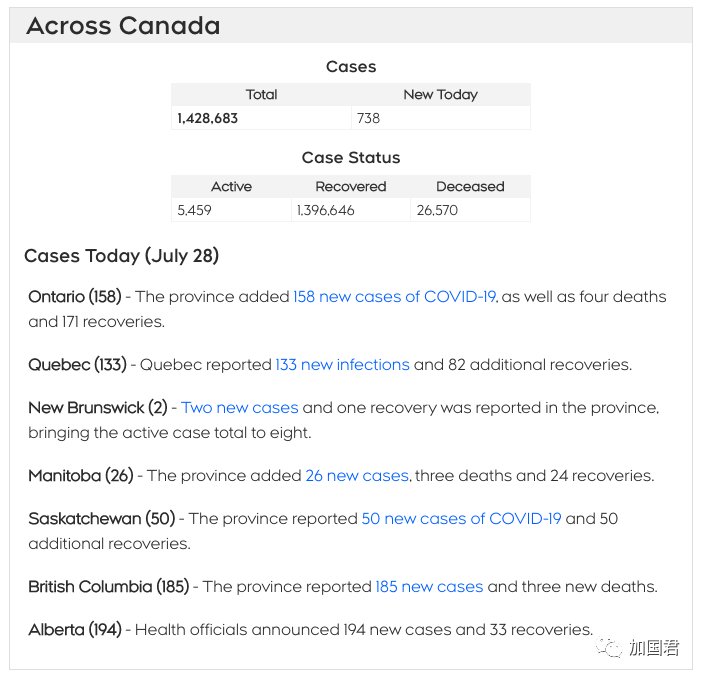 Across Canada
Cases
Total New Today
1,428,683 738
Case Status
Active Recovered Deceased
5,459 1,396,646 26,570
Cases Today (July 28)
Ontario (158) - The province added 158 new cases of COVID-19, as well as four deaths
and 171 recoveries.
Quebec (133) - Quebec reported 133 new infections and 82 additional recoveries.
New Brunswick (2) - Two new cases and one recovery was reported in the province,
bringing the active case total to eight.
Manitoba (26) - The province added 26 new cases, three deaths and 24 recoveries.
Saskatchewan (50) - The province reported 50 new cases of COVID-19 and 50
additional recoveries.
British Columbia (185) - The province reported 185 new cases and three new deaths.
Alberta (194) - Health officials announced 194 new cases and 33 recoveries.
加国君